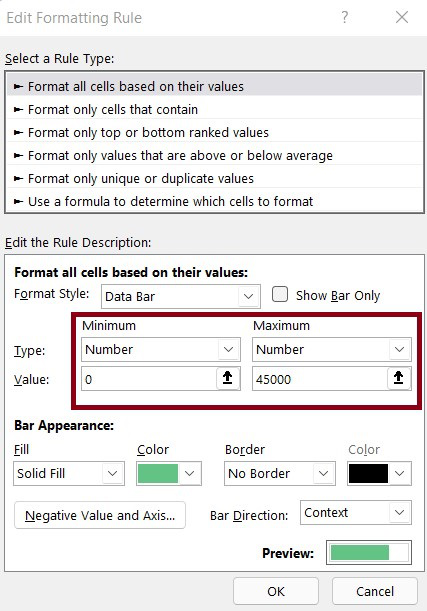 Edit Formatting Rule ? ×
Select a Rule Type:
► Format all cells based on their values
► Format only cells that contain
► Format only top or bottom ranked values
► Format only values that are above or below average
► Format only unique or duplicate values
► Use a formula to determine which cells to format
Edit the Rule Description:
Format all cells based on their values:
Format Style: Data Bar Show Bar Only
Minimum Maximum
Type: Number Number
Value: 0 45000
Bar Appearance:
Fill Color Border Color
Solid Fill No Border
Negative Value and Axis... Bar Direction: Context
Preview:
OK Cancel